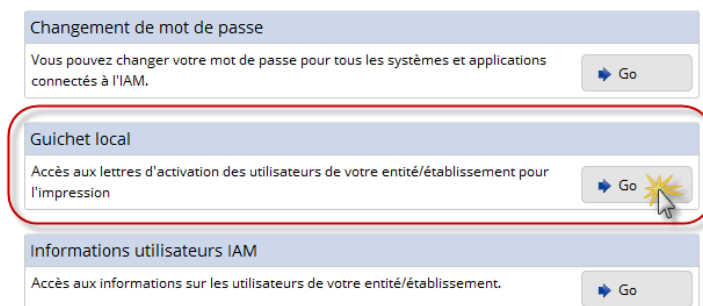 Changement de mot de passe
Vous pouvez changer votre mot de passe pour tous les systèmes et applications
connectés à l'IAM.
Go
Guichet local
Accès aux lettres d'activation des utilisateurs de votre entité/établissement pour
l'impression
Go
Informations utilisateurs IAM
Accès aux informations sur les utilisateurs de votre entité/établissement.
Go